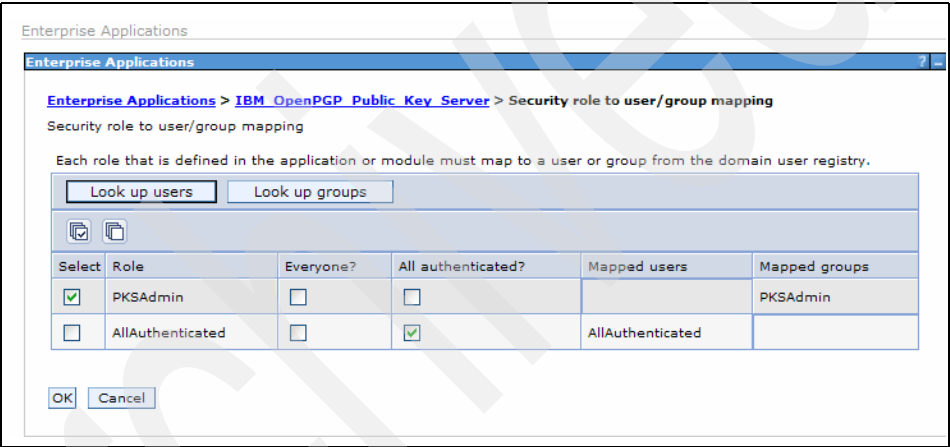 Enterprise Applications
Enterprise Applications ? –
Enterprise Applications > IBM_OpenPGP_Public_Key_Server > Security role to user/group mapping
Security role to user/group mapping
Each role that is defined in the application or module must map to a user or group from the domain user registry.
Look up users Look up groups
Select Role Everyone? All authenticated? Mapped users Mapped groups
PKSAdmin PKSAdmin
AllAuthenticated AllAuthenticated
OK Cancel